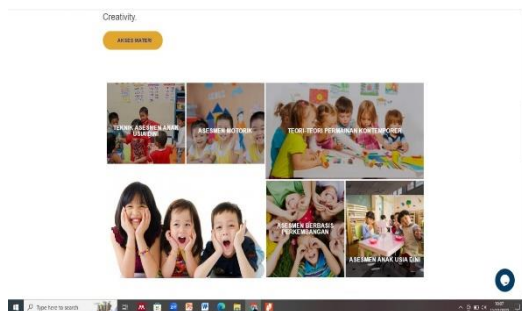 Creativity.
AKSES MATERI
TEKNIK ASESMEN ANAK
USIA DINI
ASESMEN MOTORIK
TEORI-TEORI PERMAINAN KONTEMPORER
ASESMEN BERBASIS
PERKEMBANGAN
ASESMEN ANAK USIA DINI
Type here to search